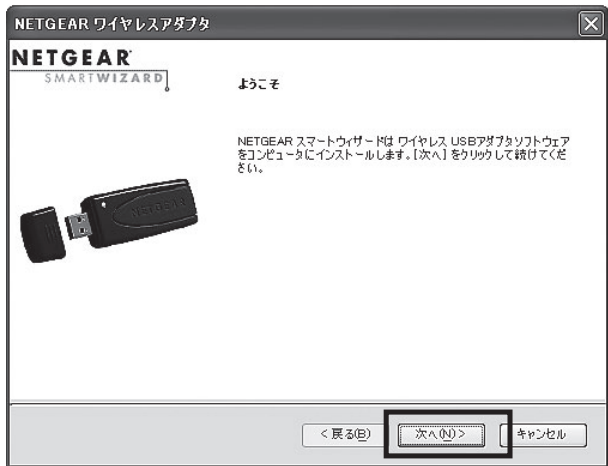 NETGEAR ワイヤレスアダプタ
NETGEAR
SMARTWIZARD
ようこそ
NETGEAR スマートウィザードは ワイヤレス USBアダプタソフトウェア
をコンピュータにインストールします。[次へ] をクリックして続けてくだ
さい。
NETGEAR
< 戻る(B)
次へ(N) >
キャンセル